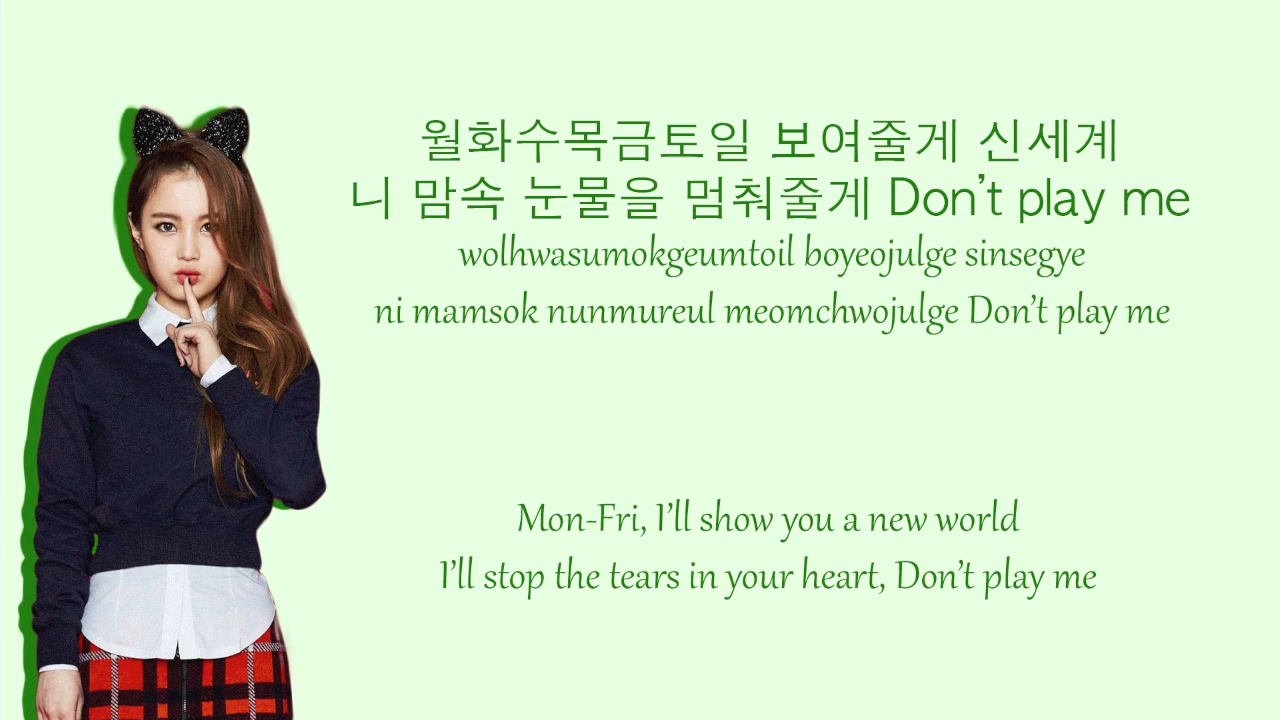 월화수목금토일 보여줄게 신세계
니 맘속 눈물을 멈춰줄게 Don't play me
wolhwasumokgeumtoil boyeojulge sinsegye
ni mamsok nunmureul meomchwojulge Don't play me
Mon-Fri, I'll show you a new world
I'll stop the tears in your heart, Don't play me